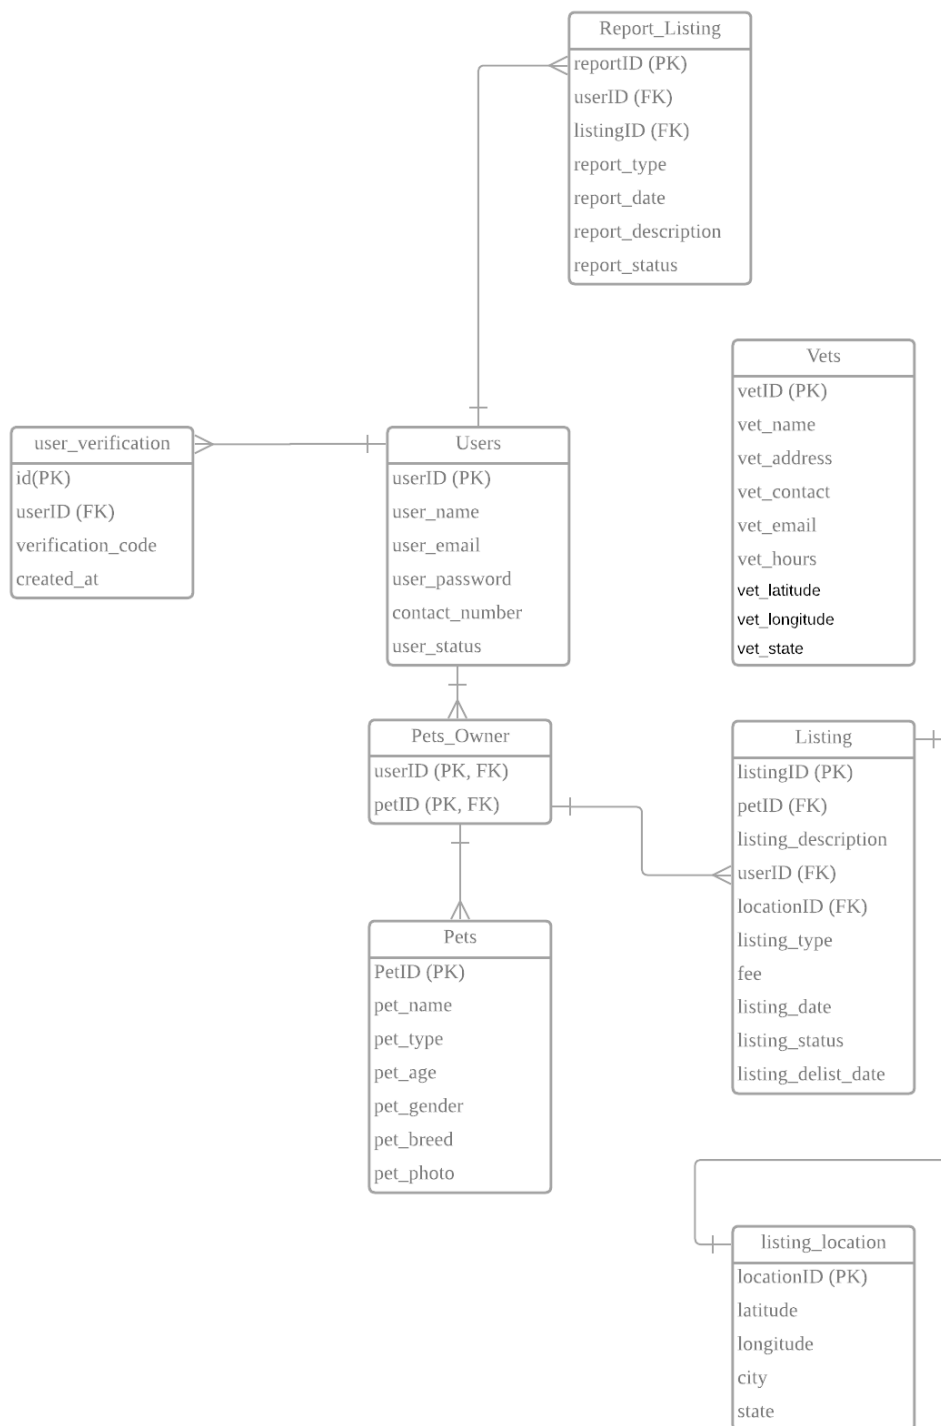 Report_Listing
reportID (PK)
userID (FK)
listingID (FK)
report_type
report_date
report_description
report_status
Vets
vetID (PK)
vet_name
vet_address
vet_contact
vet_email
vet_hours
vet_latitude
vet_longitude
vet_state
user_verification
id(PK)
userID (FK)
verification_code
created_at
Users
userID (PK)
user_name
user_email
user_password
contact_number
user_status
Pets_Owner
userID (PK, FK)
petID (PK, FK)
Listing
listingID (PK)
petID (FK)
listing_description
userID (FK)
locationID (FK)
listing_type
fee
listing_date
listing_status
listing_delist_date
Pets
PetID (PK)
pet_name
pet_type
pet_age
pet_gender
pet_breed
pet_photo
listing_location
locationID (PK)
latitude
longitude
city
state